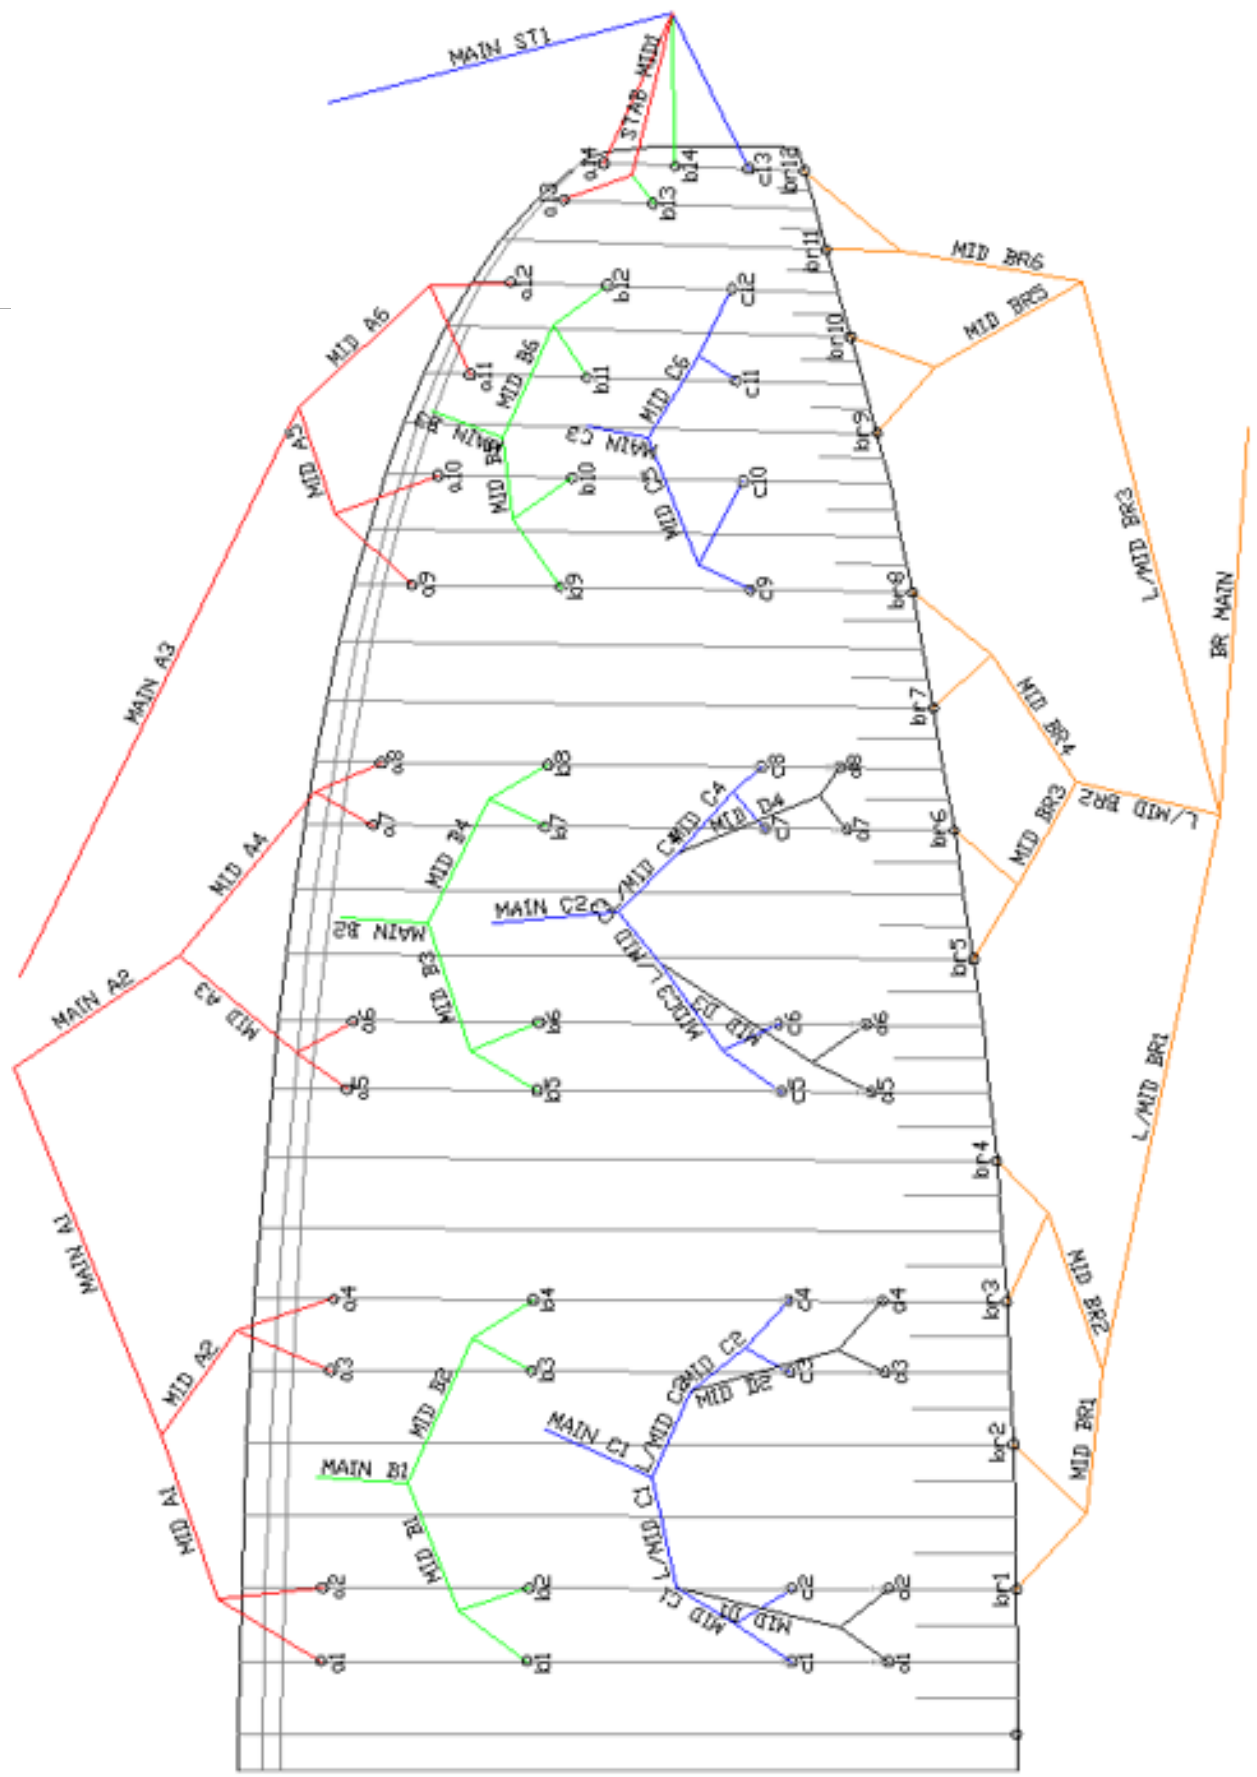 MAIN ST1
STAB MID1
a14
b14
c13
br12
a13
b13
br11
MID BR6
a12
b12
c12
MID BR5
MID A6
br10
MID B6
MID C6
a11
b11
c11
br9
MAIN
MAIN C3
MID A5
MID C5
a10
b10
c10
L/MID BR3
a9
b9
c9
br8
BR MAIN
MAIN A3
br7
MID BR4
a8
b8
c8
d8
MID C4
MID D4
L/MID BR2
a7
b7
c7
d7
br6
MID BR3
MID A4
MID B4
MAIN C2
MAIN B2
MID B3
L/MID C3
br5
MAIN A2
MID A3
MIDC3
MID D3
a6
b6
c6
d6
a5
b5
c5
d5
L/MID BR1
br4
MAIN A1
MID BR2
a4
b4
c4
d4
br3
MID A2
MID B2
MID C2
a3
b3
c3
d3
MID D2
L/MID C2
MAIN C1
br2
MID BR1
MAIN B1
L/MID C1
MID A1
MID B1
a2
b2
c2
d2
br1
MID C1
MID D1
a1
b1
c1
d1